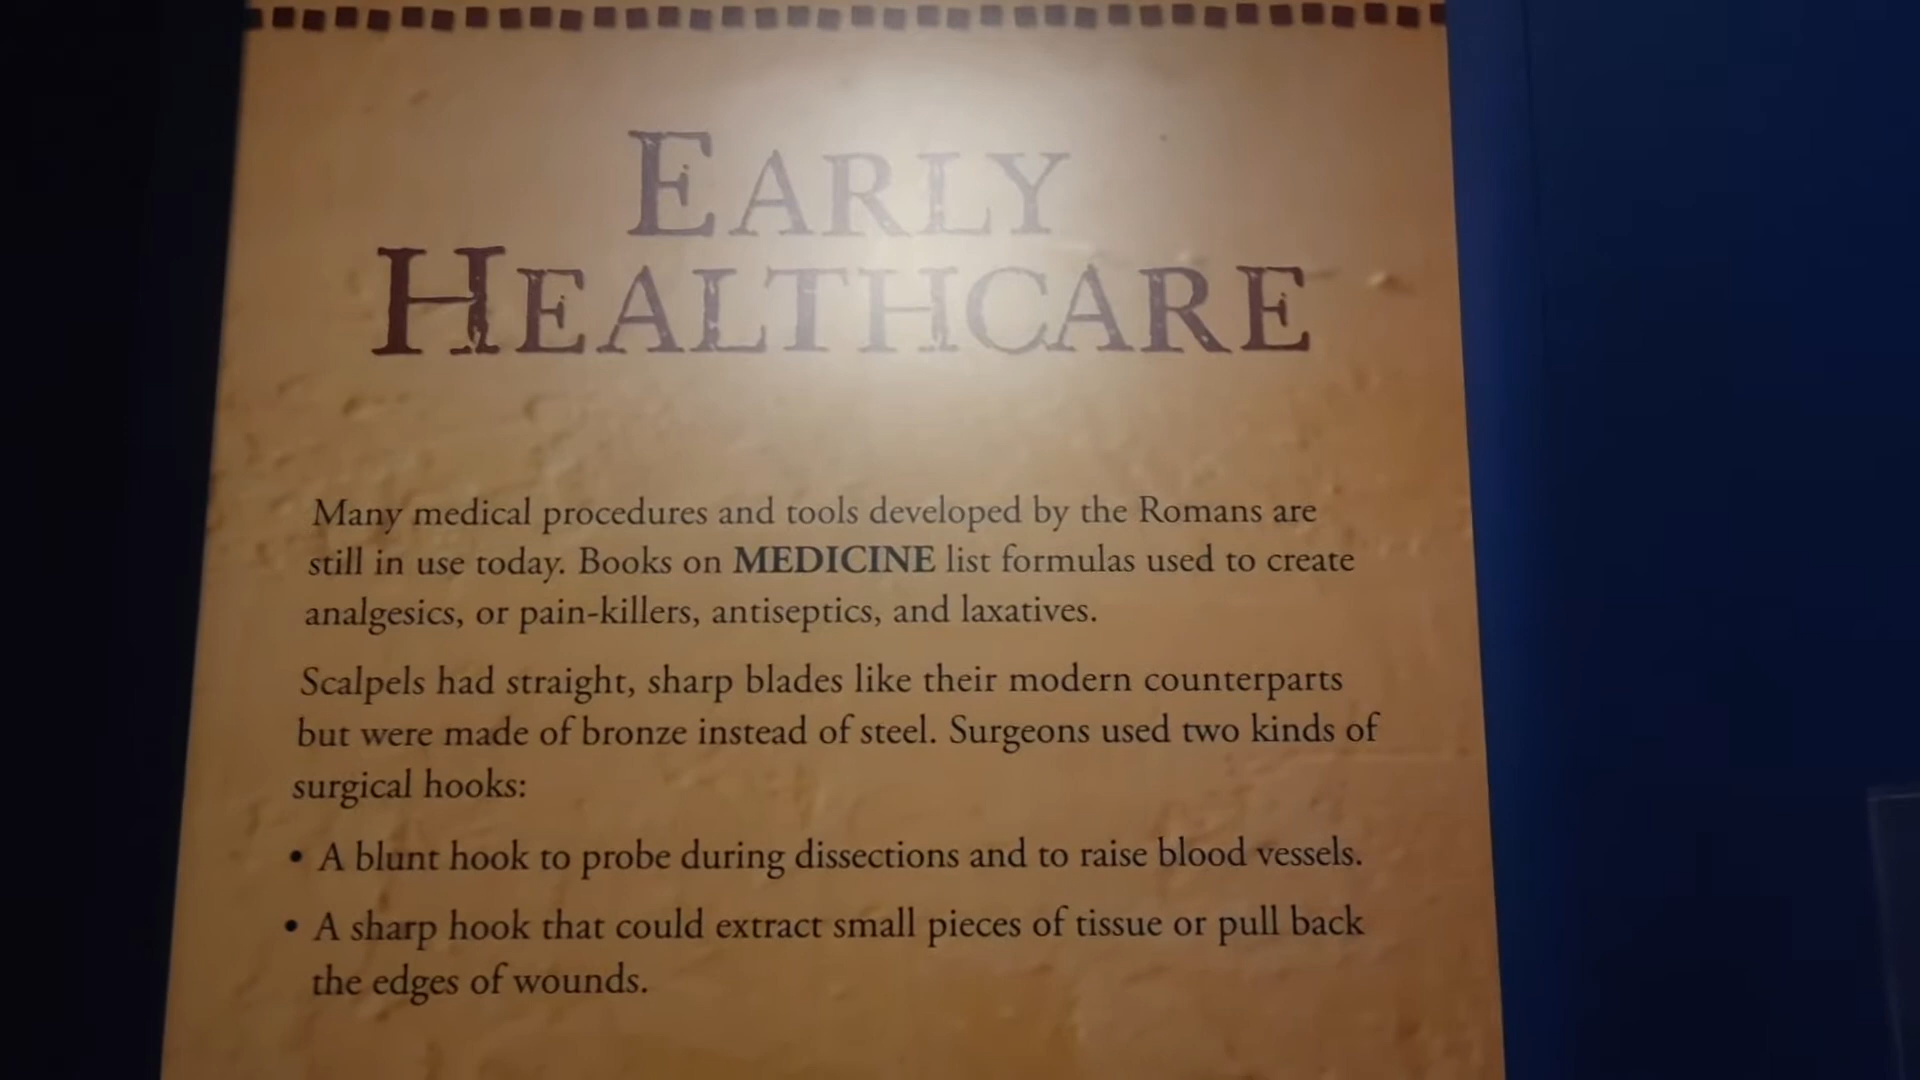 EARLY
HEALTHCARE
Many medical procedures and tools developed by the Romans are
still in use today. Books on MEDICINE list formulas used to create
analgesics, or pain-killers, antiseptics, and laxatives.
Scalpels had straight, sharp blades like their modern counterparts
but were made of bronze instead of steel. Surgeons used two kinds of
surgical hooks:
• A blunt hook to probe during dissections and to raise blood vessels.
• A sharp hook that could extract small pieces of tissue or pull back
the edges of wounds.